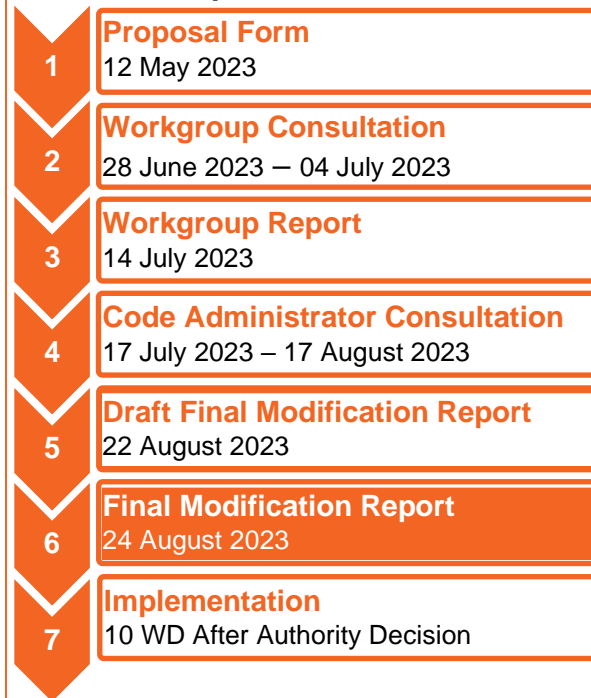 Proposal Form
1
12 May 2023
Workgroup Consultation
2
28 June 2023 – 04 July 2023
Workgroup Report
3
14 July 2023
Code Administrator Consultation
4
17 July 2023 – 17 August 2023
Draft Final Modification Report
5
22 August 2023
Final Modification Report
6
24 August 2023
Implementation
7
10 WD After Authority Decision